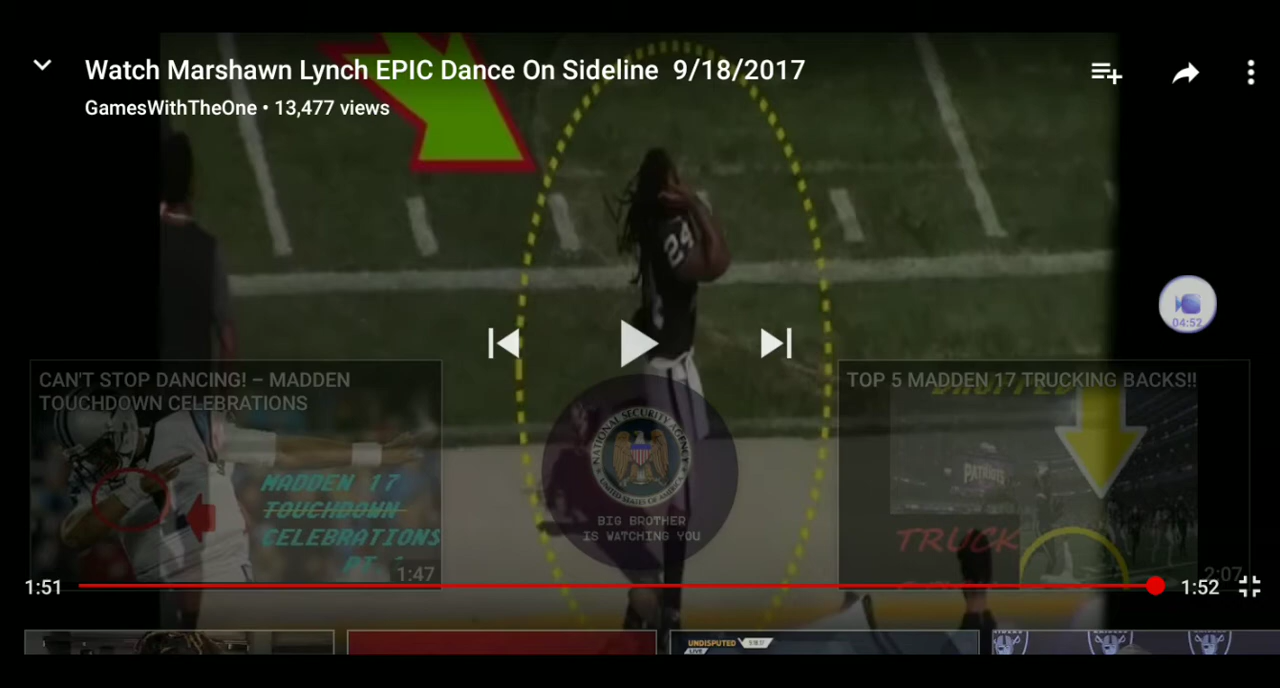 Watch Marshawn Lynch EPIC Dance On Sideline 9/18/2017
GamesWithTheOne • 13,477 views
24
04:52
CAN'T STOP DANCING! – MADDEN
TOUCHDOWN CELEBRATIONS
TOP 5 MADDEN 17 TRUCKING BACKS!!
NATIONAL SECURITY AGENCY
UNITED STATES OF AMERICA
BIG BROTHER
IS WATCHING YOU
PATRIOTS
MADDEN 17
TOUCHDOWN
CELEBRATIONS
PT
TRUCK
1:47
2:07
1:51
1:52
UNDISPUTED
LIVE